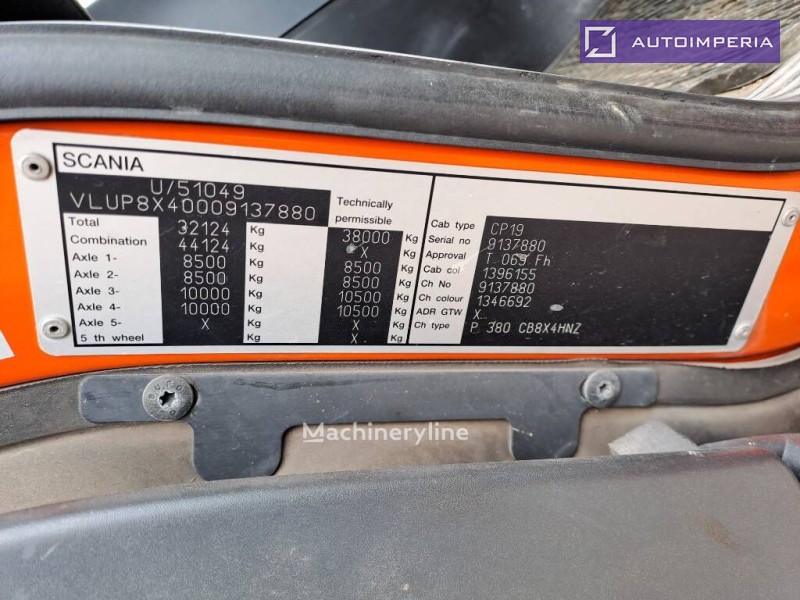 AUTOIMPERIA
SCANIA
U/51049
VLUP8X40009137880
Technically
permissible
Total 32124 Kg 38000 Kg
Combination 44124 Kg X Kg
Axle 1- 8500 Kg 8500 Kg
Axle 2- 8500 Kg 8500 Kg
Axle 3- 10000 Kg 10500 Kg
Axle 4- 10000 Kg 10500 Kg
Axle 5- X Kg X Kg
5 th wheel Kg X Kg
Cab type CP19
Serial no 9137880
Approval T 069 Fh
Cab col 1396155
Ch No 9137880
Ch colour 1346692
ADR GTW X
Ch type P 380 CB8X4HNZ
Machineryline